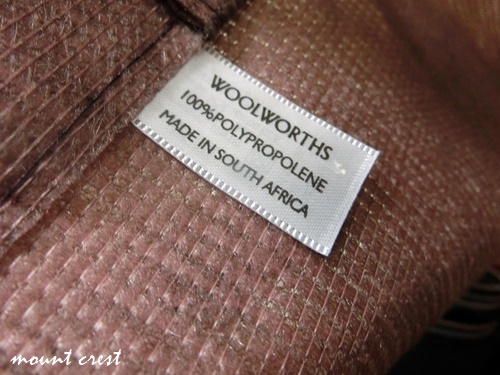 WOOLWORTHS
100%POLYPROPOLENE
MADE IN SOUTH AFRICA
mount crest